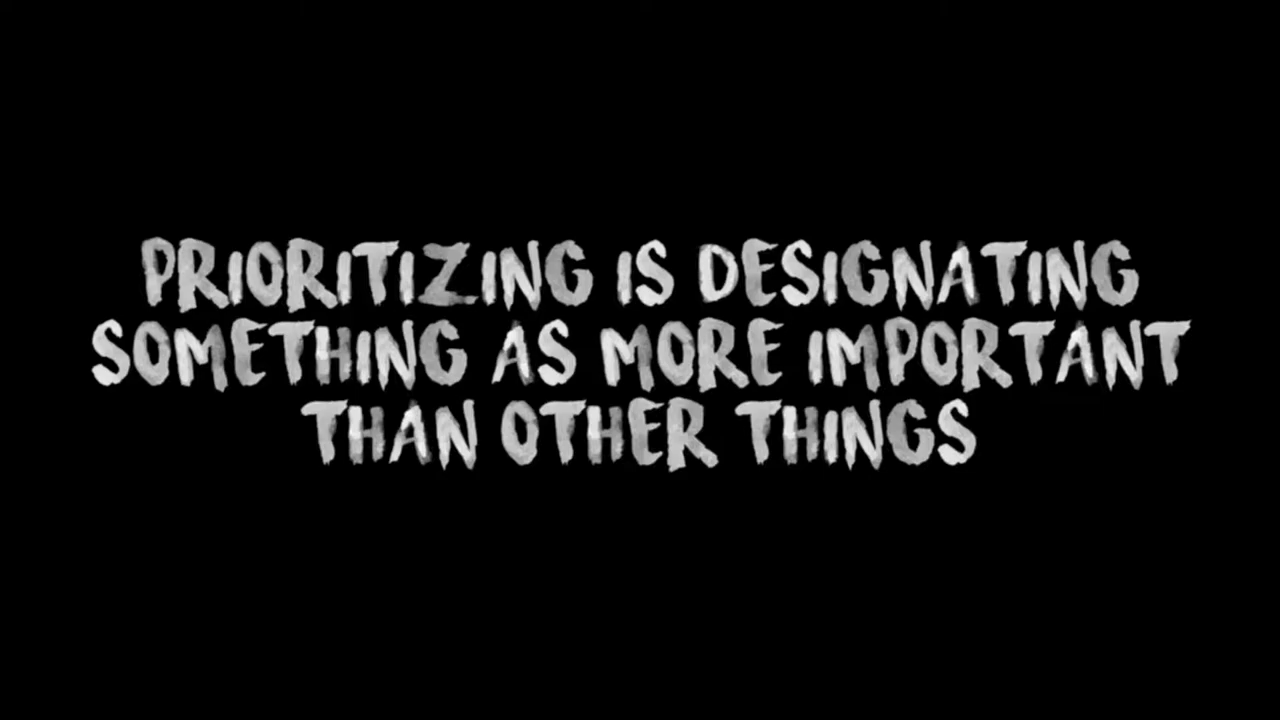 PRIORITIZING IS DESIGNATING
SOMETHING AS MORE IMPORTANT
THAN OTHER THINGS